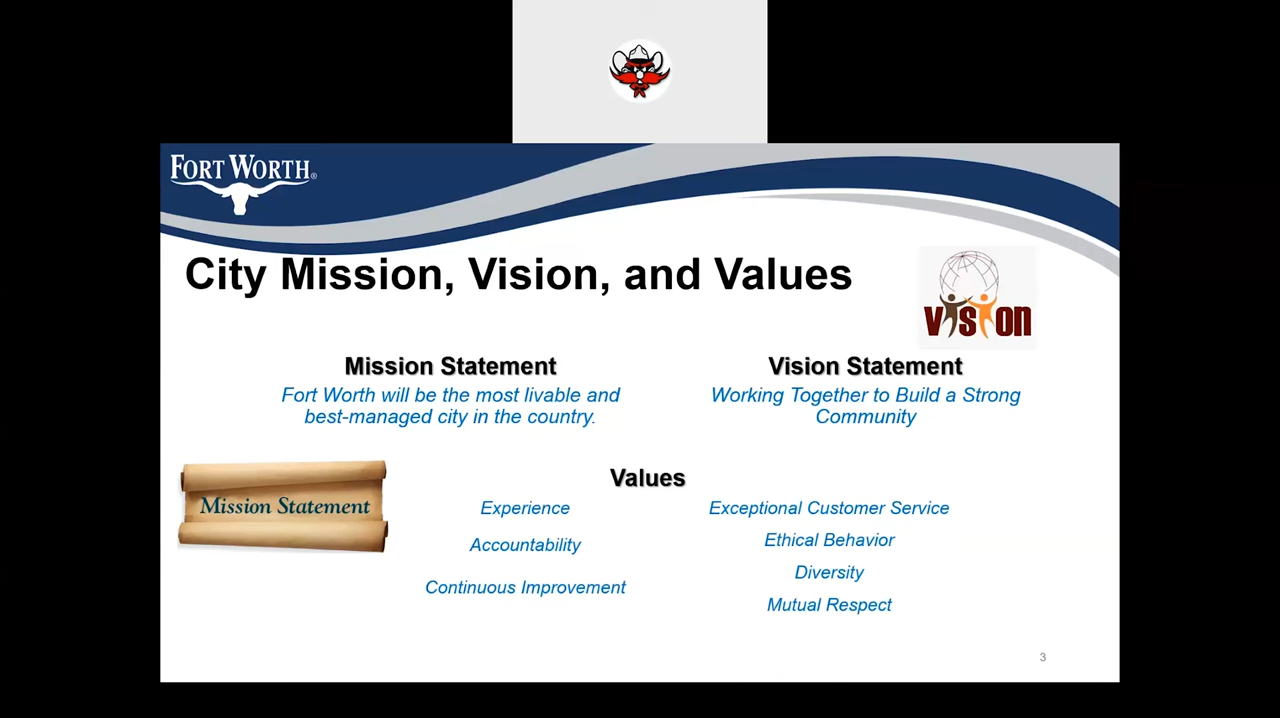 FORT WORTH®
City Mission, Vision, and Values
vision
Mission Statement
Fort Worth will be the most livable and
best-managed city in the country.
Vision Statement
Working Together to Build a Strong
Community
Mission Statement
Values
Experience
Accountability
Continuous Improvement
Exceptional Customer Service
Ethical Behavior
Diversity
Mutual Respect
3